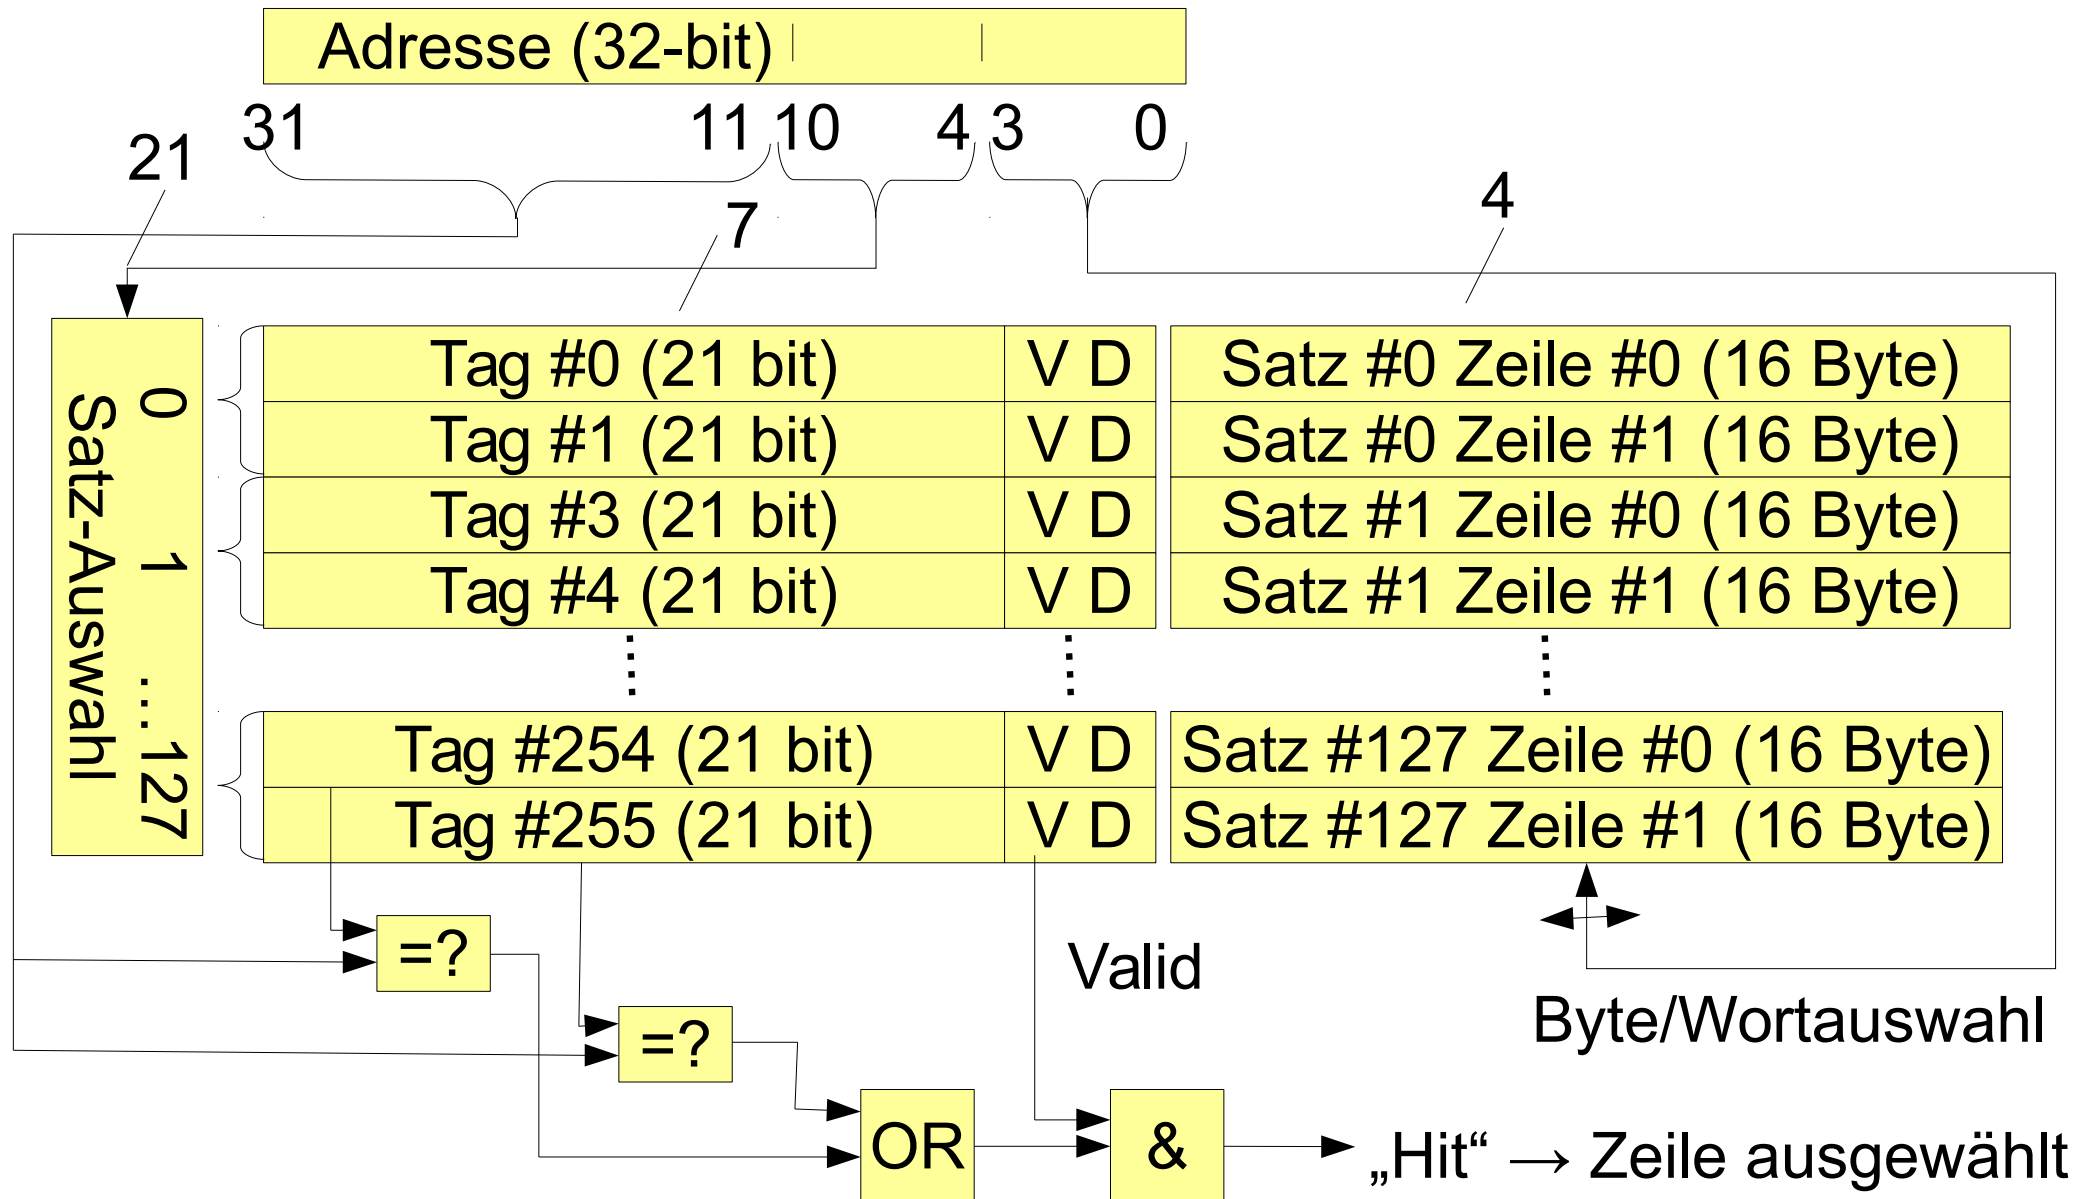 Adresse (32-bit)
31 11 10 4 3 0
21
7
4
Satz-Auswahl
0 1 ...127
Tag #0 (21 bit) V D Satz #0 Zeile #0 (16 Byte)
Tag #1 (21 bit) V D Satz #0 Zeile #1 (16 Byte)
Tag #3 (21 bit) V D Satz #1 Zeile #0 (16 Byte)
Tag #4 (21 bit) V D Satz #1 Zeile #1 (16 Byte)
Tag #254 (21 bit) V D Satz #127 Zeile #0 (16 Byte)
Tag #255 (21 bit) V D Satz #127 Zeile #1 (16 Byte)
=?
Valid
=?
Byte/Wortauswahl
OR
&
„Hit“ → Zeile ausgewählt